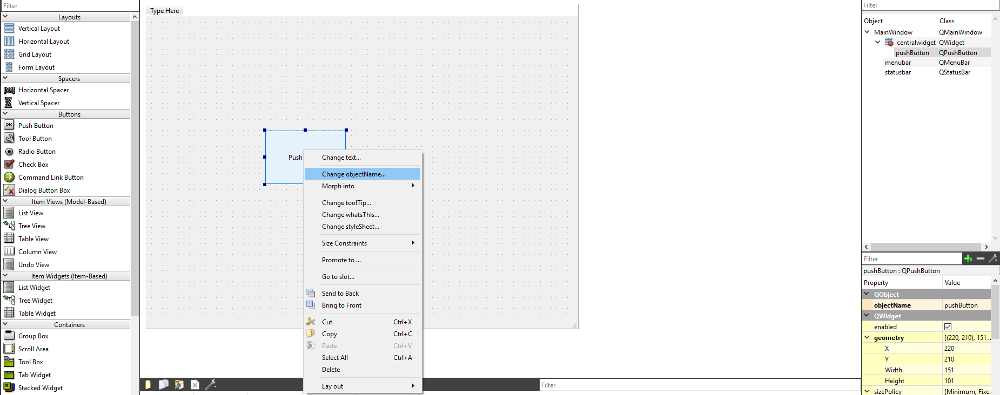 Filter
Layouts
Vertical Layout
Horizontal Layout
Grid Layout
Form Layout
Spacers
Horizontal Spacer
Vertical Spacer
Buttons
OK
Push Button
Tool Button
Radio Button
Check Box
Command Link Button
Dialog Button Box
Item Views (Model-Based)
List View
Tree View
Table View
Column View
Undo View
Item Widgets (Item-Based)
List Widget
Tree Widget
Table Widget
Containers
Group Box
Scroll Area
Tool Box
Tab Widget
Stacked Widget
Type Here
Push
Change text...
Change objectName...
Morph into
Change toolTip...
Change whatsThis...
Change styleSheet...
Size Constraints
Promote to ...
Go to slot...
Send to Back
Bring to Front
Cut Ctrl+X
Copy Ctrl+C
Paste Ctrl+V
Select All Ctrl+A
Delete
Lay out
Filter
Filter
Object Class
MainWindow QMainWindow
centralwidget QWidget
pushButton QPushButton
menubar QMenuBar
statusbar QStatusBar
Filter
pushButton : QPushButton
Property Value
QObject
objectName pushButton
QWidget
enabled
geometry [(220, 210), 151 ...
X 220
Y 210
Width 151
Height 101
sizePolicy [Minimum, Fixe...